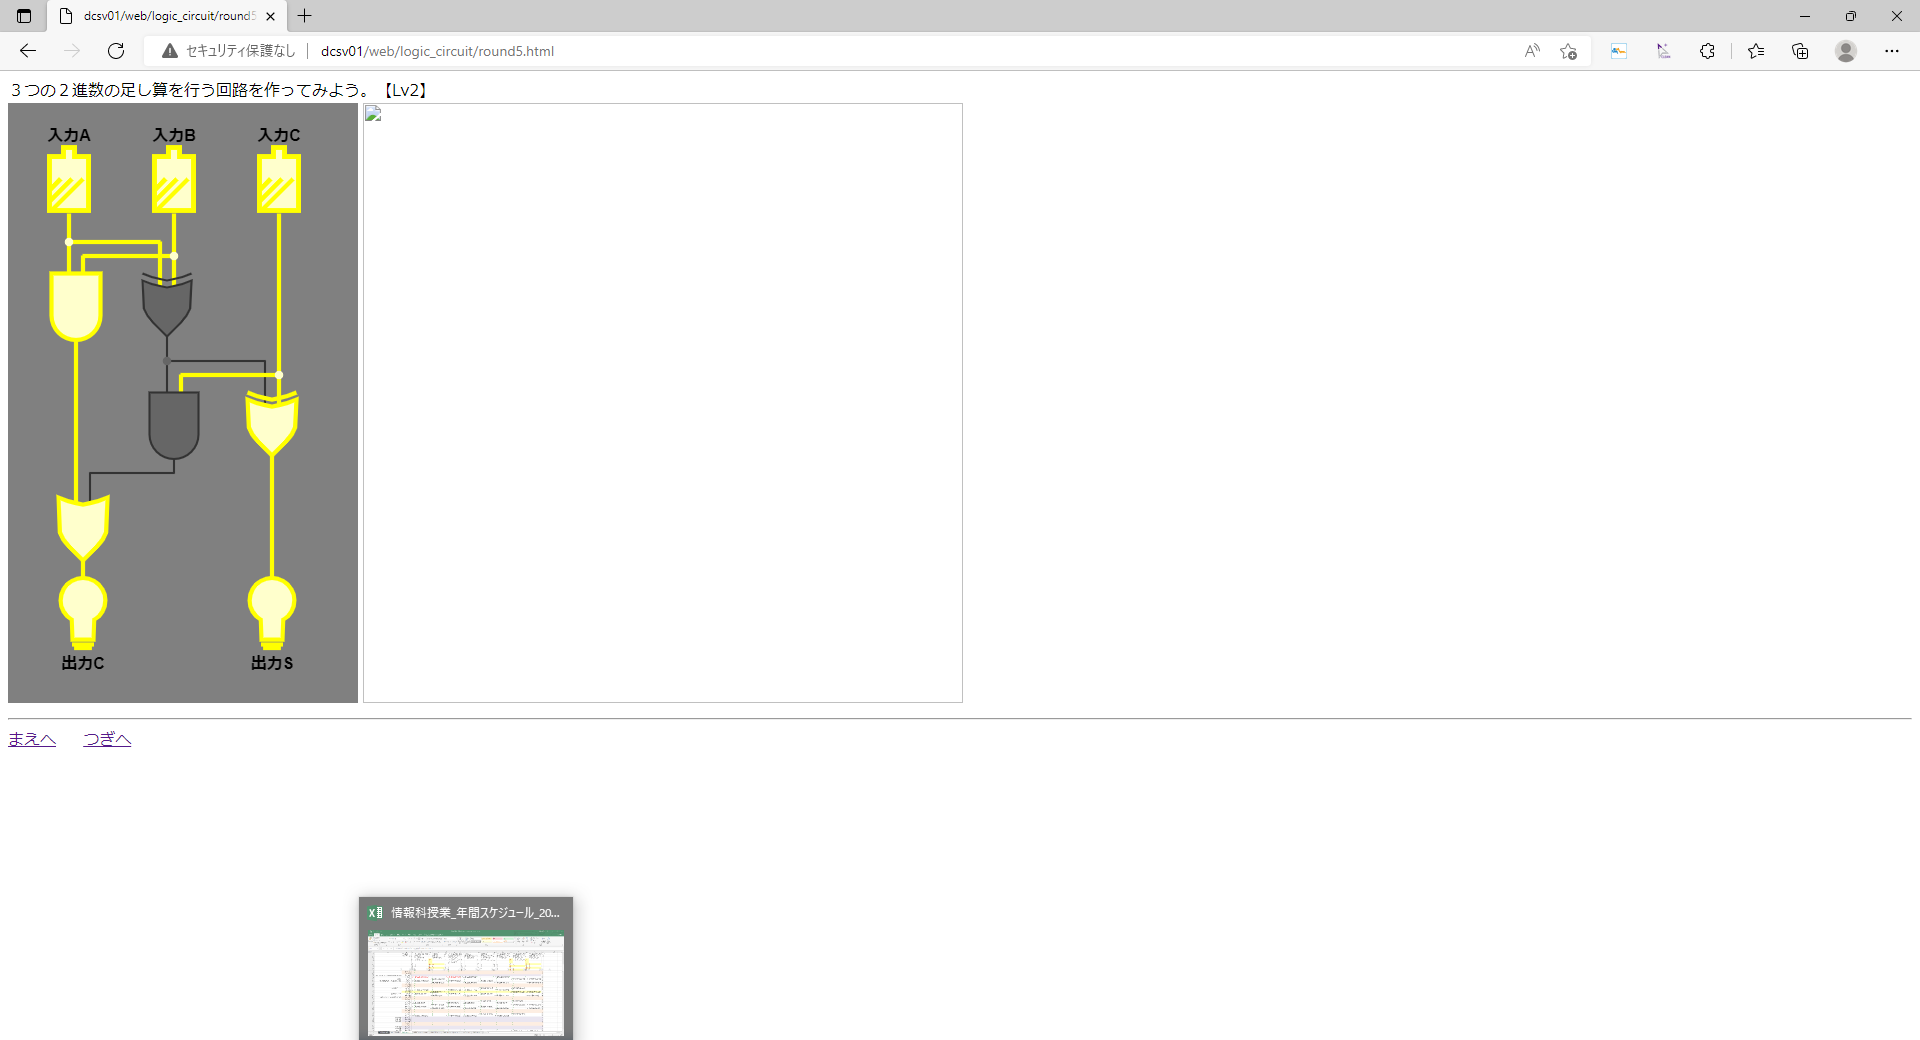 dcsv01/web/logic_circuit/round5
セキュリティ保護なし dcsv01/web/logic_circuit/round5.html
３つの２進数の足し算を行う回路を作ってみよう。【Lv2】
入力A 入力B 入力C
出力C 出力S
まえへ つぎへ
情報科授業_年間スケジュール_20...